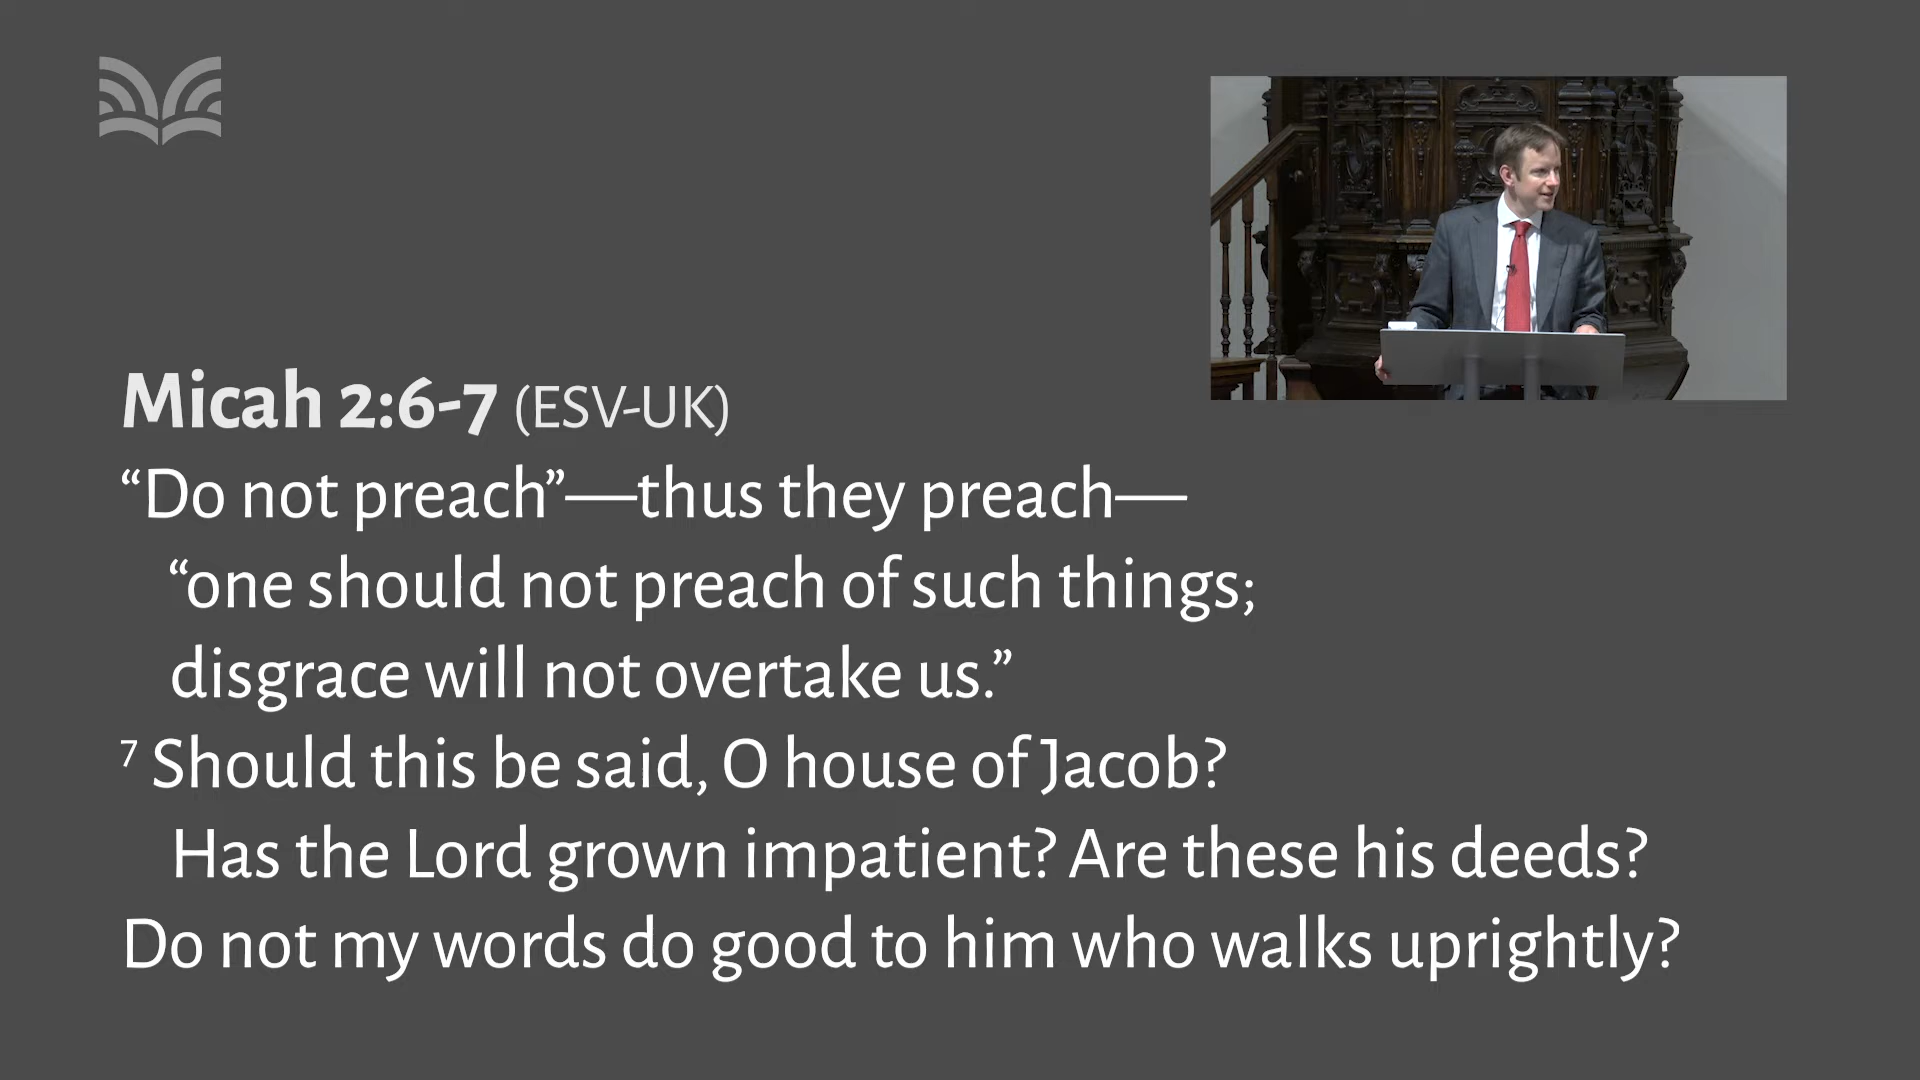 Micah 2:6-7 (ESV-UK)
“Do not preach”—thus they preach—
“one should not preach of such things;
disgrace will not overtake us.”
7 Should this be said, O house of Jacob?
Has the Lord grown impatient? Are these his deeds?
Do not my words do good to him who walks uprightly?